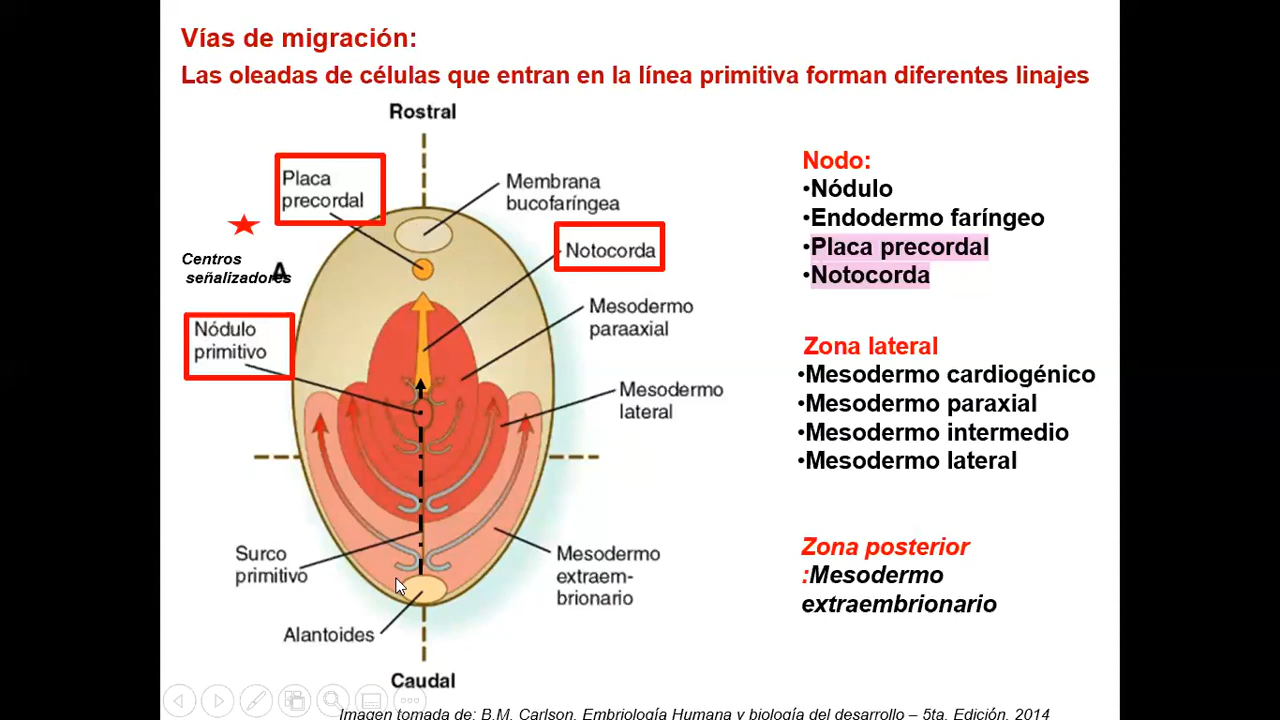 Vías de migración:
Las oleadas de células que entran en la línea primitiva forman diferentes linajes
Rostral
Placa
precordal
Membrana
bucofaríngea
Notocorda
Centros
señalizadores
A
Nódulo
primitivo
Mesodermo
paraaxial
Mesodermo
lateral
Surco
primitivo
Mesodermo
extraem-
brionario
Alantoides
Caudal
Nodo:
•Nódulo
•Endodermo faríngeo
•Placa precordal
•Notocorda
Zona lateral
•Mesodermo cardiogénico
•Mesodermo paraxial
•Mesodermo intermedio
•Mesodermo lateral
Zona posterior
:Mesodermo
extraembrionario
Imagen tomada de: B.M. Carlson. Embriología Humana y biología del desarrollo – 5ta. Edición. 2014